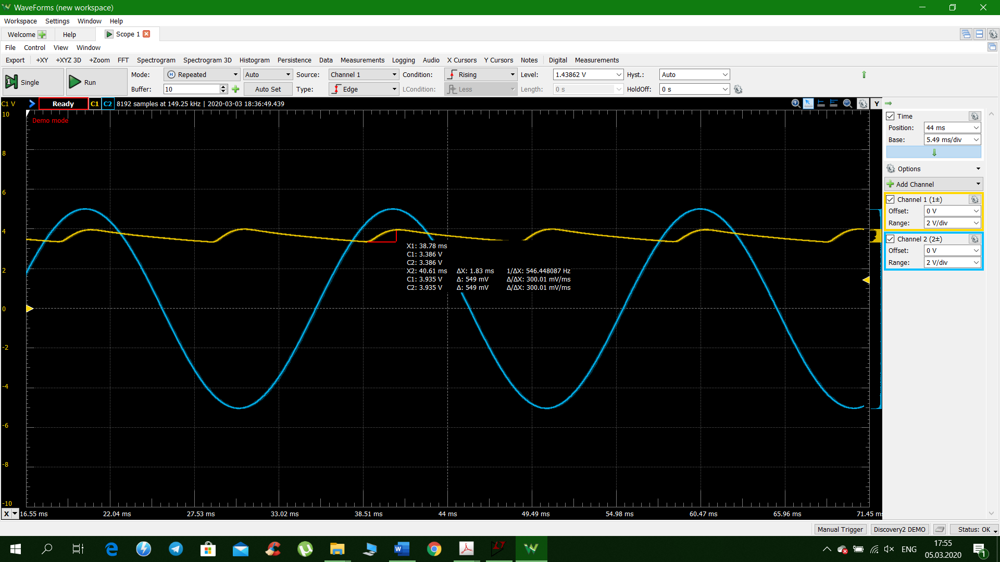 WaveForms (new workspace)
Workspace Settings Window Help
Welcome Help Scope 1
File Control View Window
Export +XY +XYZ 3D +Zoom FFT Spectrogram Spectrogram 3D Histogram Persistence Data Measurements Logging Audio X Cursors Y Cursors Notes Digital Measurements
Single Run Mode: Repeated Auto Source: Channel 1 Condition: Rising Level: 1.43862 V Hyst.: Auto
Buffer: 10 Auto Set Type: Edge LCondition: Less Length: 0 s HoldOff: 0 s
C1 V Ready C1 C2 8192 samples at 149.25 kHz | 2020-03-03 18:36:49.439 Y
Demo mode
10
8
6
4
2
0
-2
-4
-6
-8
-10
X1: 38.78 ms
C1: 3.386 V
C2: 3.386 V
X2: 40.61 ms ΔX: 1.83 ms 1/ΔX: 546.448087 Hz
C1: 3.935 V Δ: 549 mV Δ/ΔX: 300.01 mV/ms
C2: 3.935 V Δ: 549 mV Δ/ΔX: 300.01 mV/ms
X 16.55 ms 22.04 ms 27.53 ms 33.02 ms 38.51 ms 44 ms 49.49 ms 54.98 ms 60.47 ms 65.96 ms 71.45 ms
Time
Position: 44 ms
Base: 5.49 ms/div
Options
Add Channel
Channel 1 (1±)
Offset: 0 V
Range: 2 V/div
Channel 2 (2±)
Offset: 0 V
Range: 2 V/div
Manual Trigger Discovery2 DEMO Status: OK
ENG 17:55
05.03.2020 1